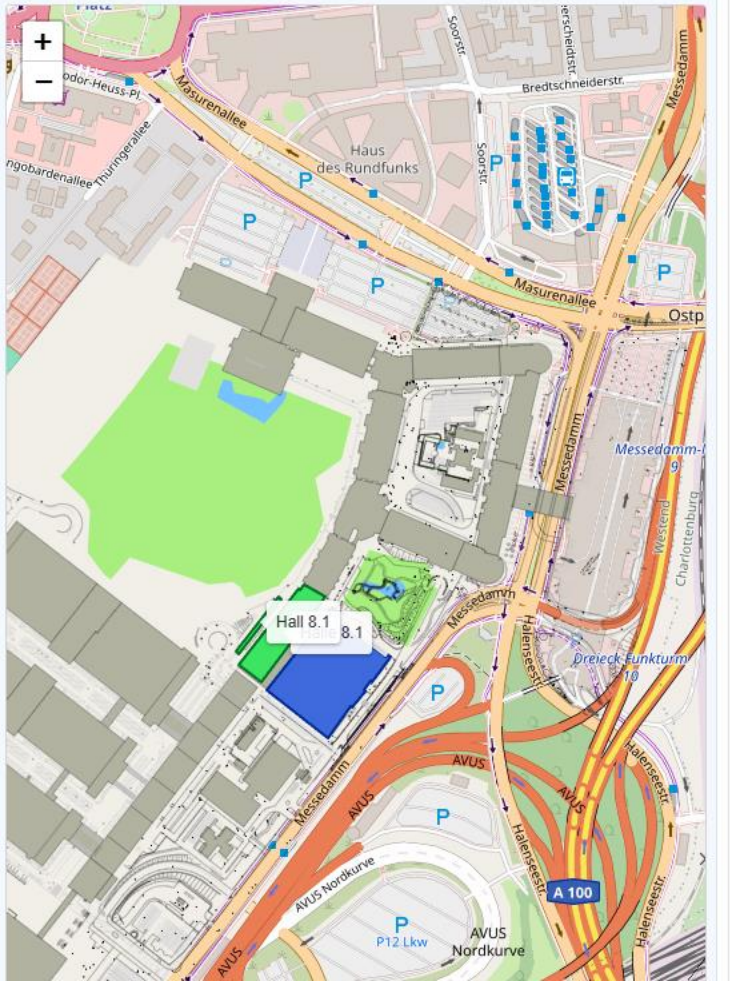 Platz
+
−
odor-Heuss-Pl.
Masurenallee
ngobardenallee
Thüringerallee
Haus
des Rundfunks
P
P
P
P
Soorstr.
Soorstr.
erscheidtstr.
Bredtschneiderstr.
Messedamm
P
Masurenallee
Ostp
Messedamm
Messedamm-
9
Westend
Charlottenburg
Messedamm
Halenseestr.
Hall 8.1
8.1
Dreieck Funkturm
10
P
AVUS
Messedamm
AVUS
AVUS
Halenseestr.
P
Halenseestr.
AVUS Nordkurve
A 100
P
P12 Lkw
AVUS
Nordkurve
Halenseestr.
AVUS